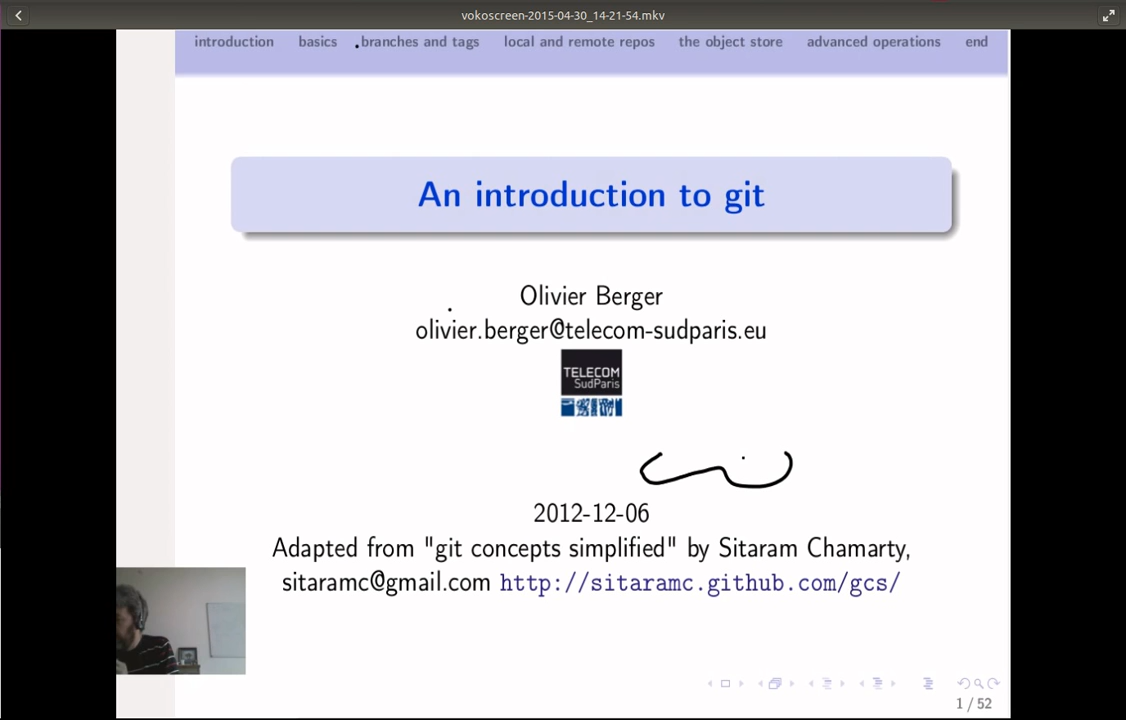 vokoscreen-2015-04-30_14-21-54.mkv
introduction basics branches and tags local and remote repos the object store advanced operations end
An introduction to git
Olivier Berger
olivier.berger@telecom-sudparis.eu
TELECOM
SudParis
2012-12-06
Adapted from "git concepts simplified" by Sitaram Chamarty,
sitaramc@gmail.com http://sitaramc.github.com/gcs/
1 / 52